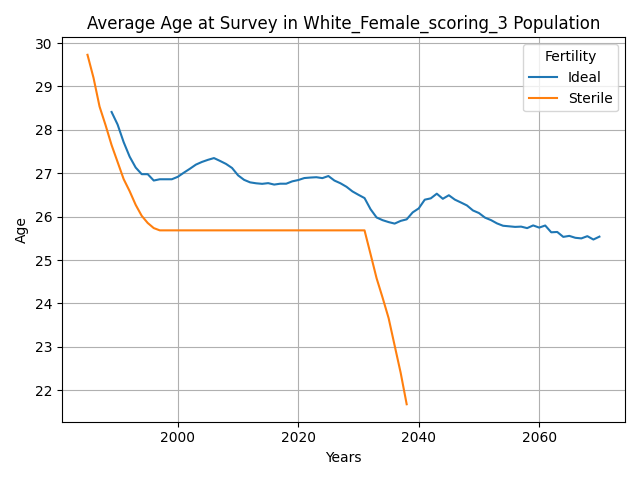 Average Age at Survey in White_Female_scoring_3 Population
Fertility
Ideal
Sterile
Age
30
29
28
27
26
25
24
23
22
2000
2020
2040
2060
Years